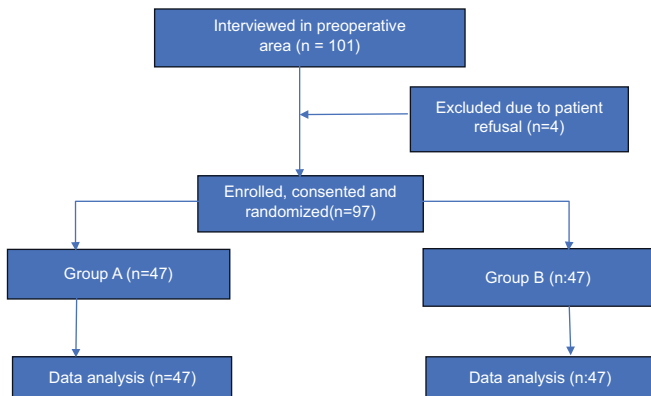 Interviewed in preoperative
area (n = 101)
Excluded due to patient
refusal (n=4)
Enrolled, consented and
randomized(n=97)
Group A (n=47)
Group B (n:47)
Data analysis (n=47)
Data analysis (n:47)